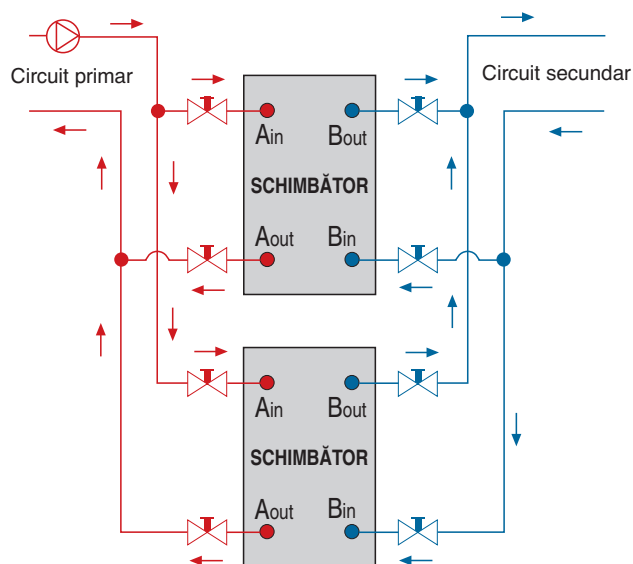 Circuit primar
Circuit secundar
Ain
Bout
SCHIMBĂTOR
Aout
Bin
Ain
Bout
SCHIMBĂTOR
Aout
Bin